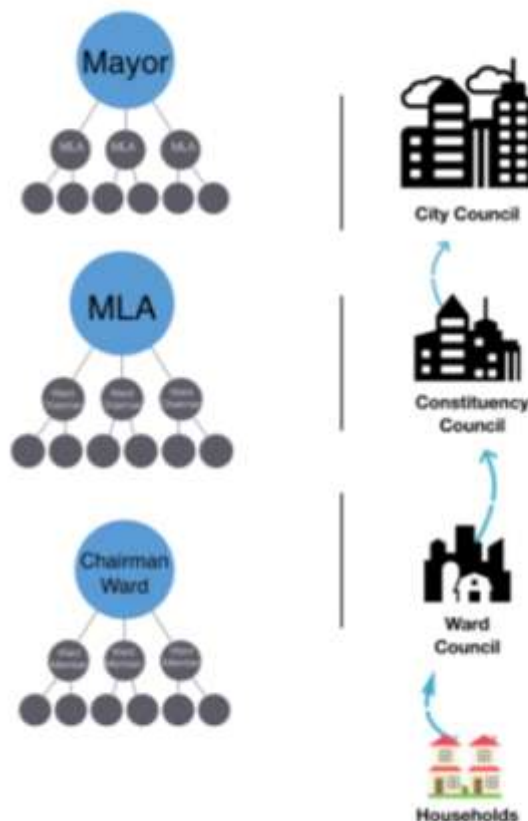 Mayor
MLA
MLA
MLA
City Council
MLA
Constituency
Council
Chairman
Ward
Ward
Council
Households